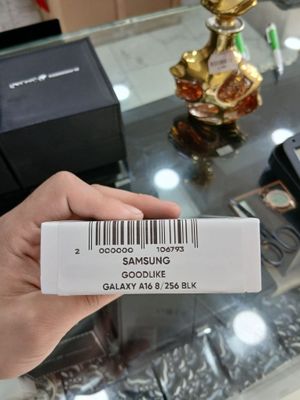 2 000000 106793
SAMSUNG
GOODLIKE
GALAXY A16 8/256 BLK